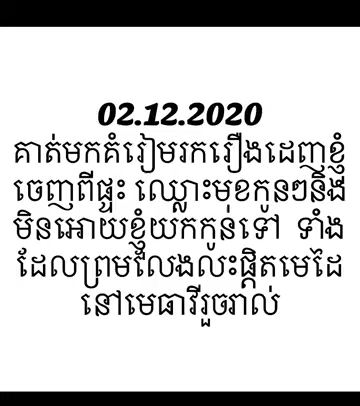 02.12.2020
គាត់មកគំរៀមរករឿងដេញខ្ញុំ
ចេញពីផ្ទះ ឈ្លោះមុខកូនៗនិង
មិនអោយខ្ញុំយកកូន់ទៅ ទាំង
ដែលព្រមលែងលះផ្តិតមេដៃ
នៅមេធាវីរួចរាល់